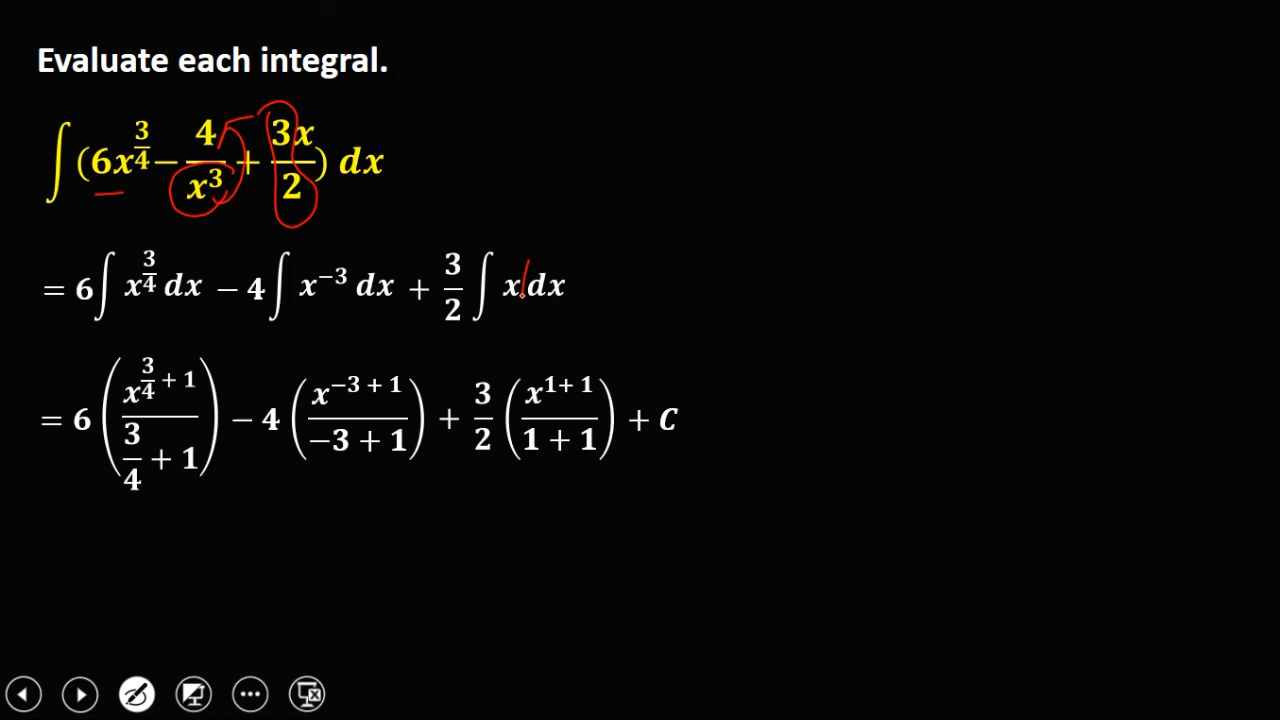 Evaluate each integral.
∫(6x^{3/4} − 4/x^3 + 3x/2) dx
= 6∫ x^{3/4} dx − 4∫ x^{−3} dx + 3/2 ∫ x dx
= 6(x^{3/4 + 1}/(3/4 + 1)) − 4(x^{−3 + 1}/(−3 + 1)) + 3/2 (x^{1+ 1}/(1 + 1)) + C